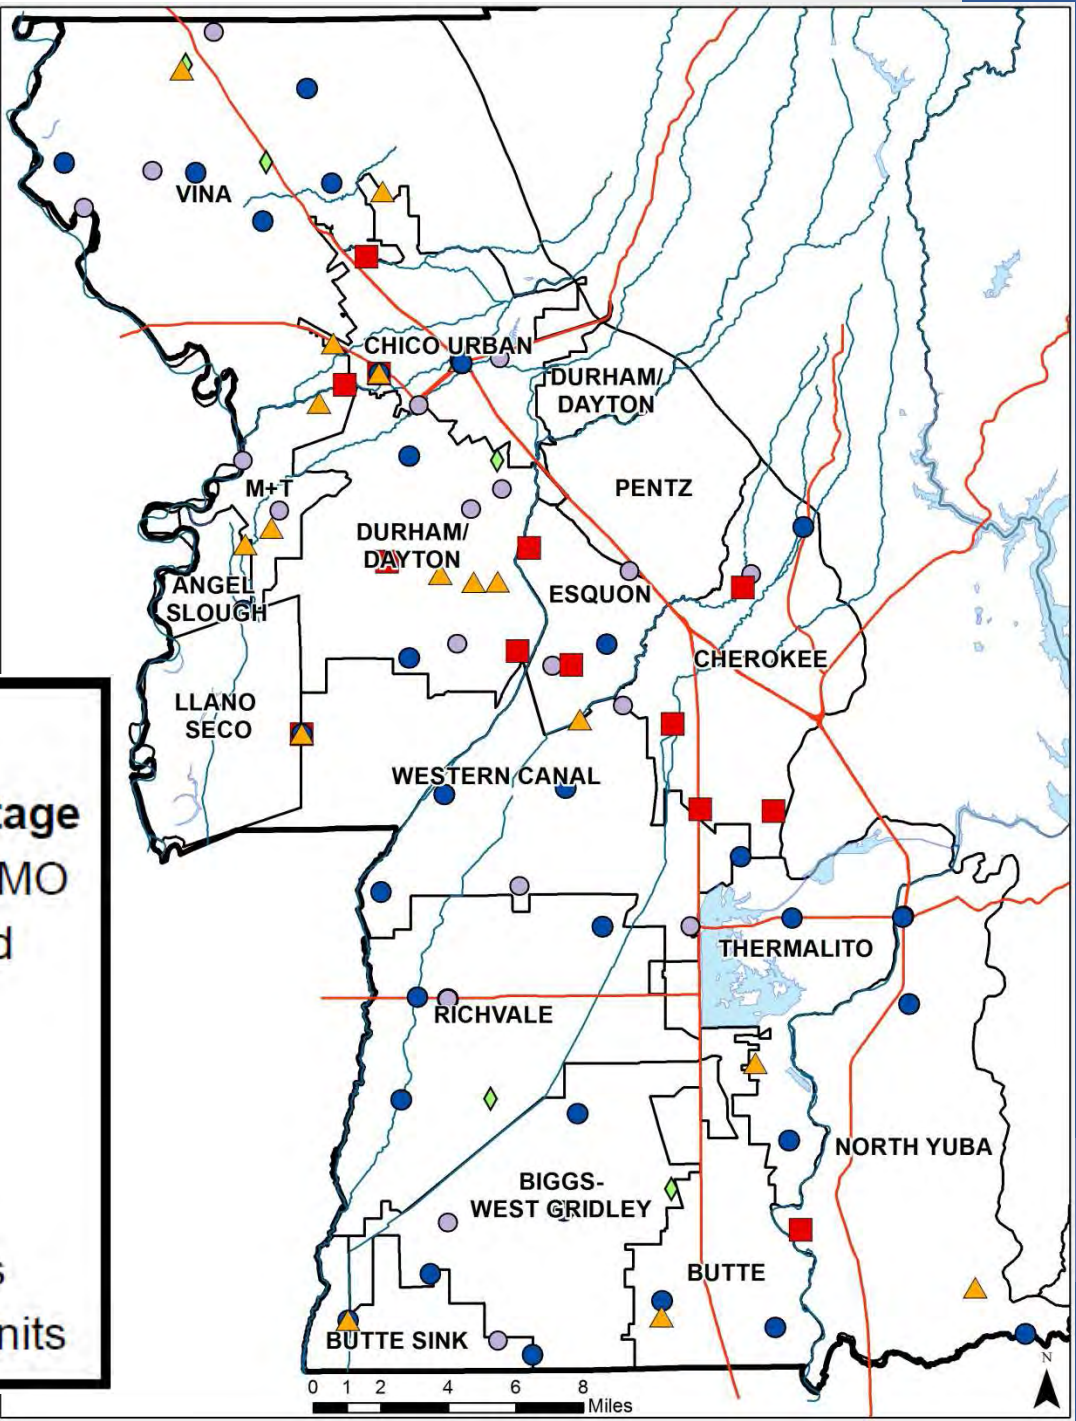 VINA
CHICO URBAN
DURHAM/
DAYTON
PENTZ
M+T
DURHAM/
DAYTON
ANGEL
SLOUGH
ESQUON
CHEROKEE
LLANO
SECO
WESTERN CANAL
tage
MO
d
s
nits
THERMALITO
RICHVALE
NORTH YUBA
BIGGS-
WEST GRIDLEY
BUTTE
BUTTE SINK
N
0 1 2 4 6 8
Miles